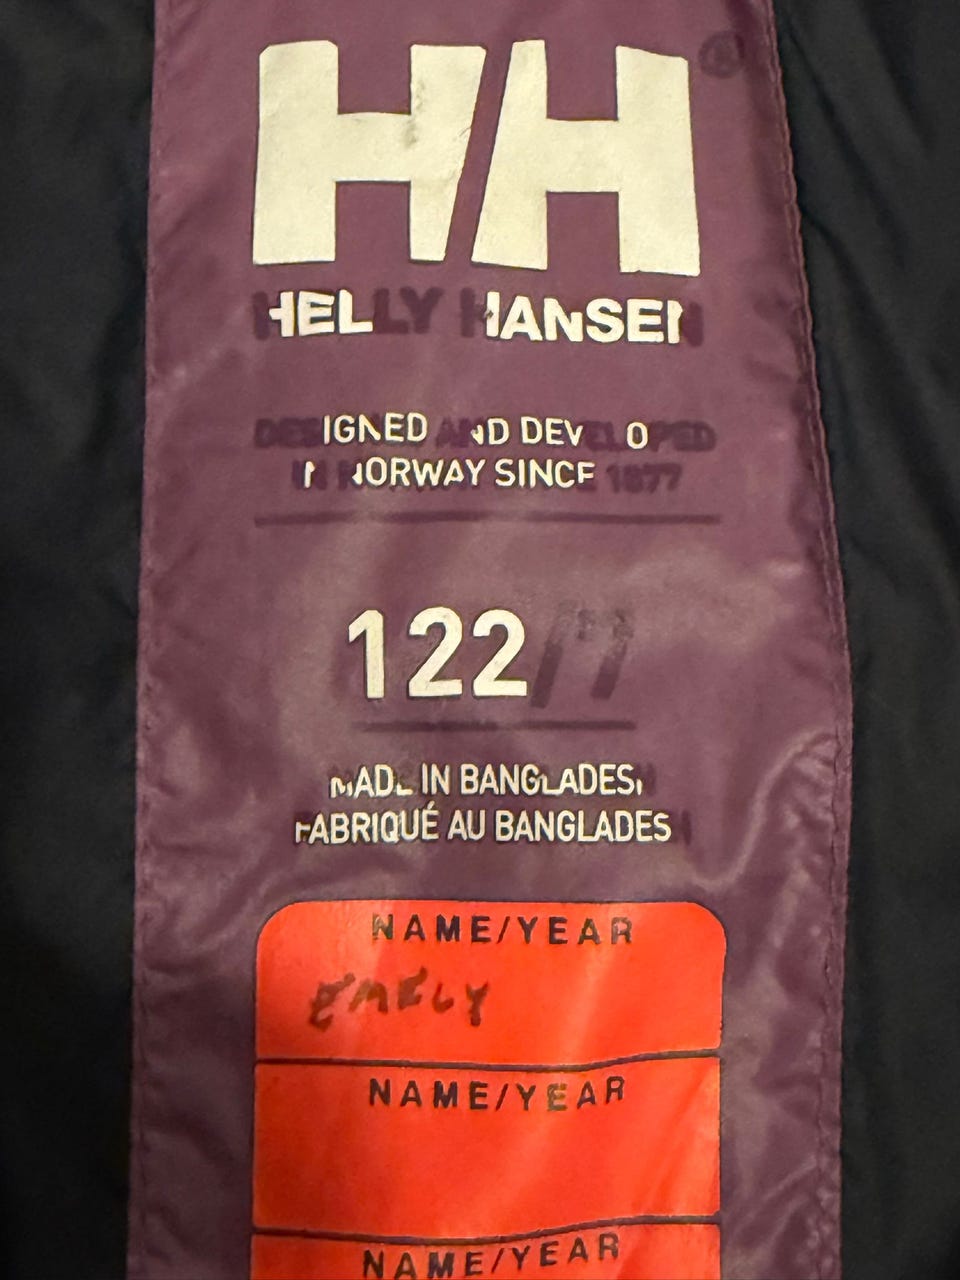 HH®
HELLY HANSEN
DESIGNED AND DEVELOPED
IN NORWAY SINCE 1877
122/7
MADE IN BANGLADESH
FABRIQUÉ AU BANGLADESH
NAME/YEAR
EMELY
NAME/YEAR
NAME/YEAR